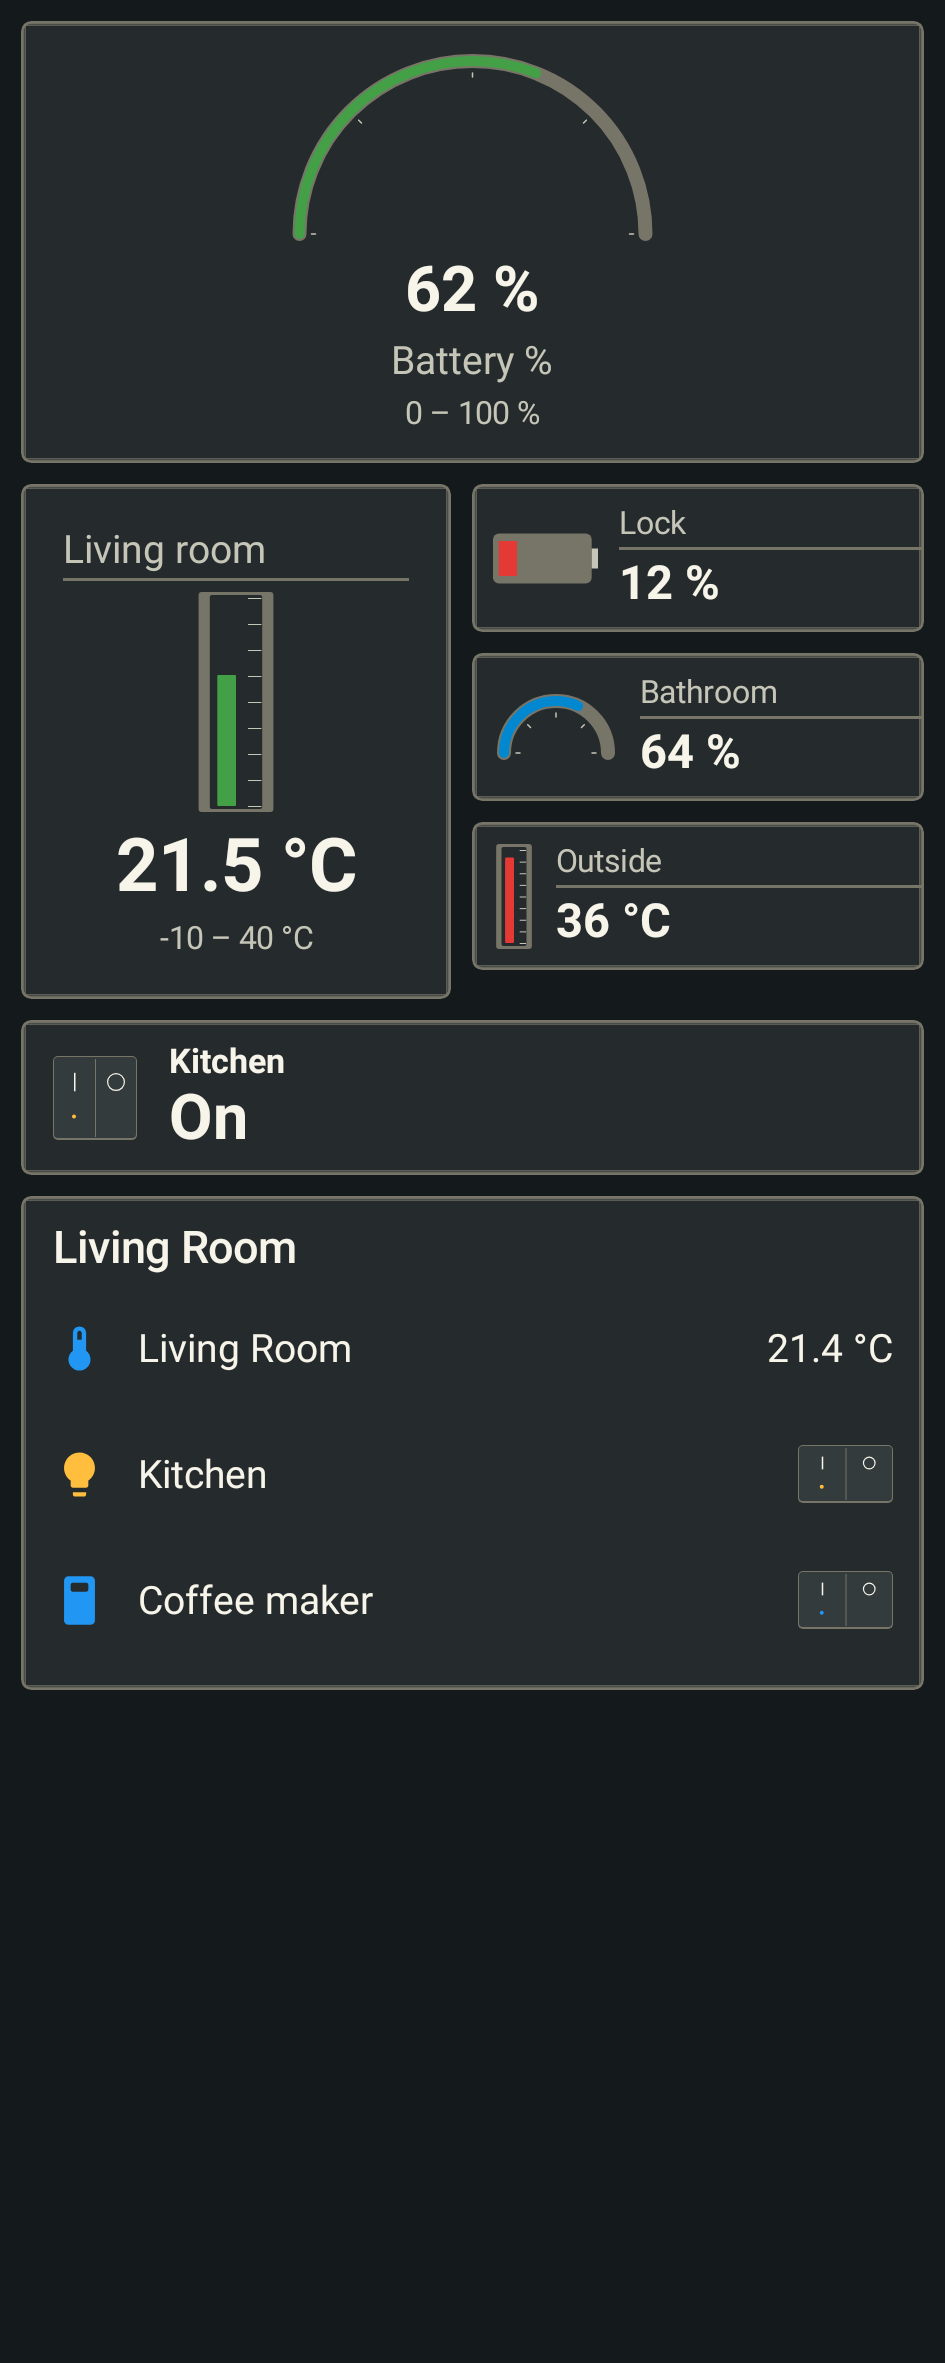 62 %
Battery %
0 – 100 %
Living room
21.5 °C
-10 – 40 °C
Lock
12 %
Bathroom
64 %
Outside
36 °C
Kitchen
On
Living Room
Living Room 21.4 °C
Kitchen
Coffee maker